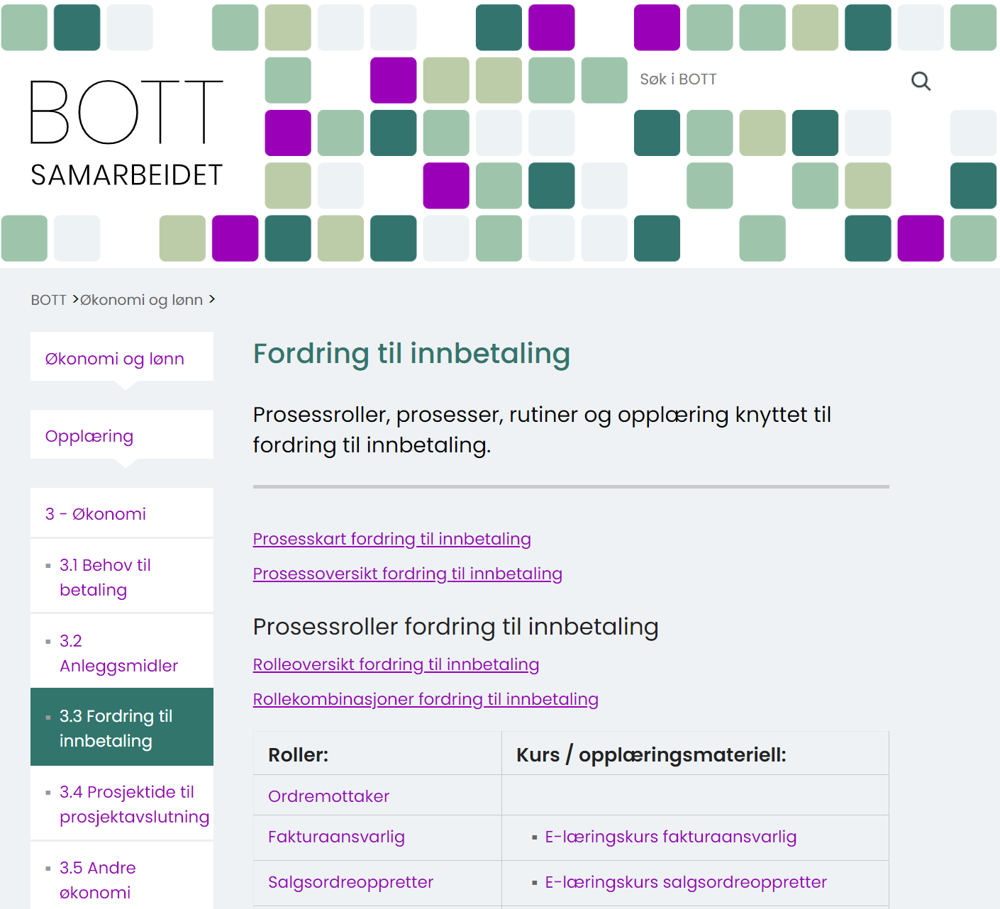 BOTT
SAMARBEIDET
Søk i BOTT
BOTT >Økonomi og lønn >
Økonomi og lønn
Opplæring
3 - Økonomi
3.1 Behov til
betaling
3.2
Anleggsmidler
3.3 Fordring til
innbetaling
3.4 Prosjektide til
prosjektavslutning
3.5 Andre
økonomi
Fordring til innbetaling
Prosessroller, prosesser, rutiner og opplæring knyttet til
fordring til innbetaling.
Prosesskart fordring til innbetaling
Prosessoversikt fordring til innbetaling
Prosessroller fordring til innbetaling
Rolleoversikt fordring til innbetaling
Rollekombinasjoner fordring til innbetaling
Roller: Kurs / opplæringsmateriell:
Ordremottaker
Fakturaansvarlig ▪ E-læringskurs fakturaansvarlig
Salgsordreoppretter ▪ E-læringskurs salgsordreoppretter